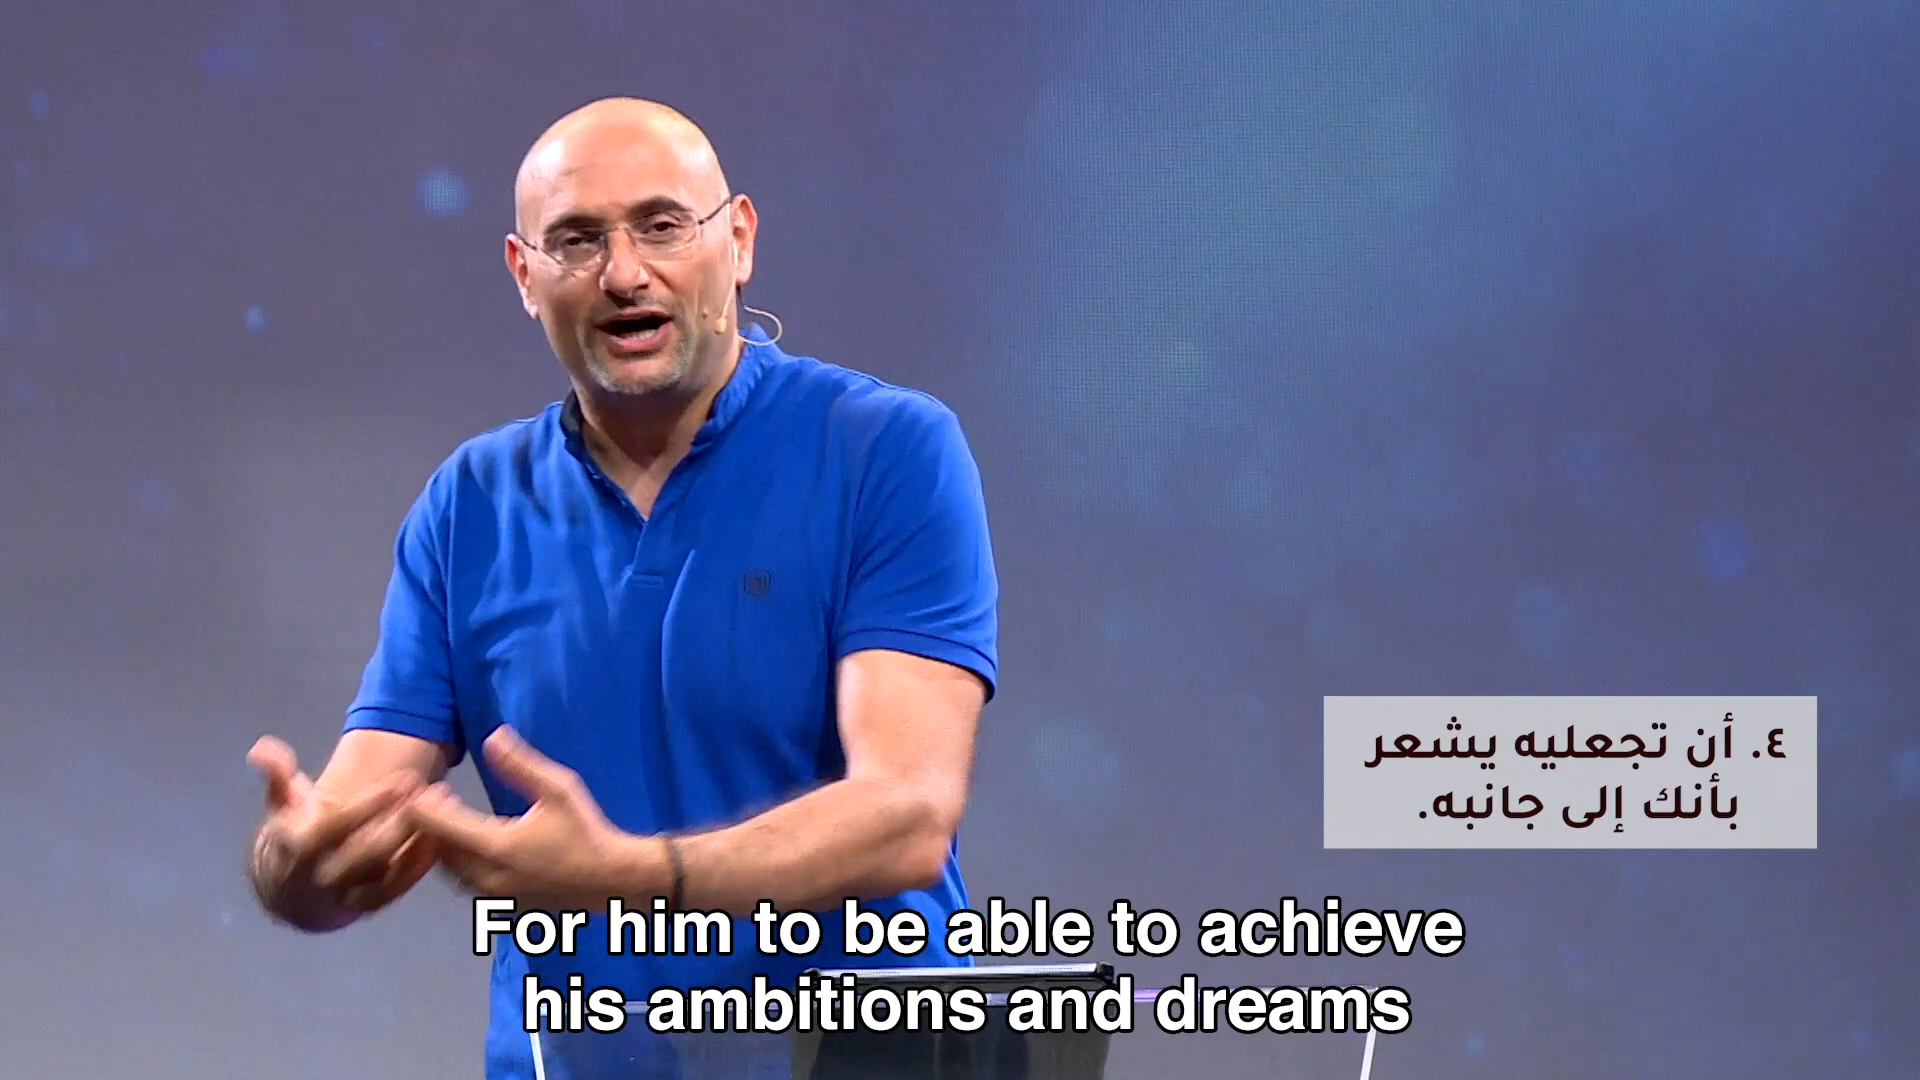 ٤. أن تجعليه يشعر
بأنك إلى جانبه.
For him to be able to achieve
his ambitions and dreams